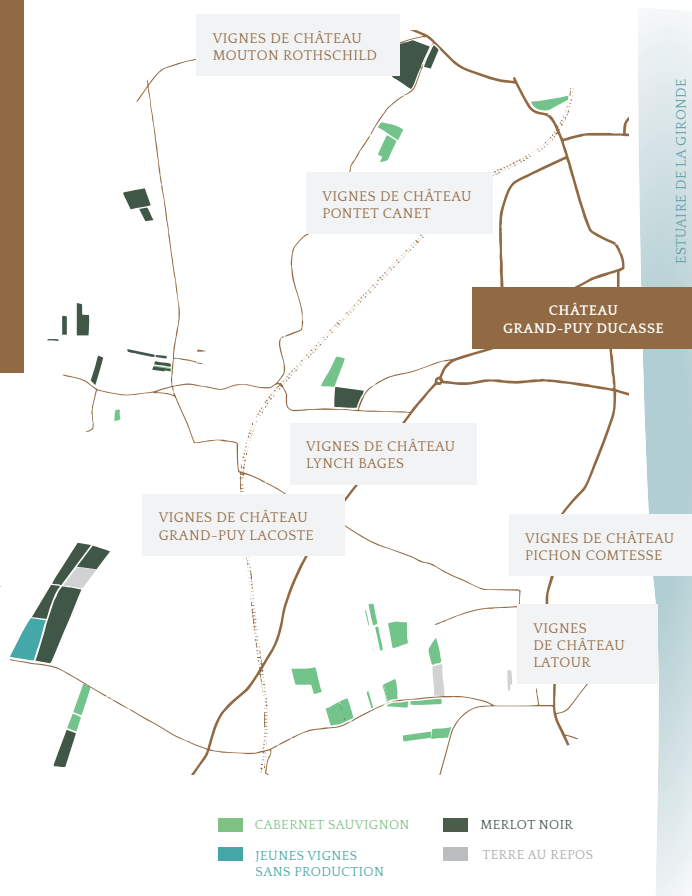 VIGNES DE CHÂTEAU
MOUTON ROTHSCHILD
ESTUAIRE DE LA GIRONDE
VIGNES DE CHÂTEAU
PONTET CANET
CHÂTEAU
GRAND-PUY DUCASSE
VIGNES DE CHÂTEAU
LYNCH BAGES
VIGNES DE CHÂTEAU
GRAND-PUY LACOSTE
VIGNES DE CHÂTEAU
PICHON COMTESSE
VIGNES
DE CHÂTEAU
LATOUR
CABERNET SAUVIGNON
MERLOT NOIR
JEUNES VIGNES
SANS PRODUCTION
TERRE AU REPOS